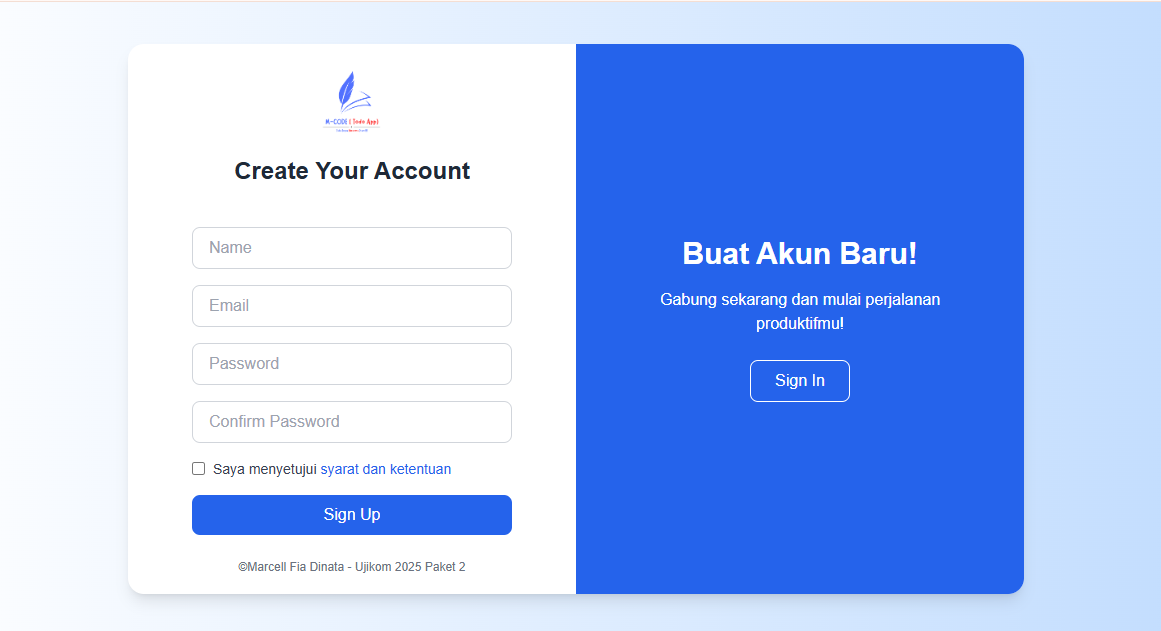 M-CODE | Todo App!
Create Your Account
Name
Email
Password
Confirm Password
Saya menyetujui syarat dan ketentuan
Sign Up
©Marcell Fia Dinata - Ujikom 2025 Paket 2
Buat Akun Baru!
Gabung sekarang dan mulai perjalanan
produktifmu!
Sign In